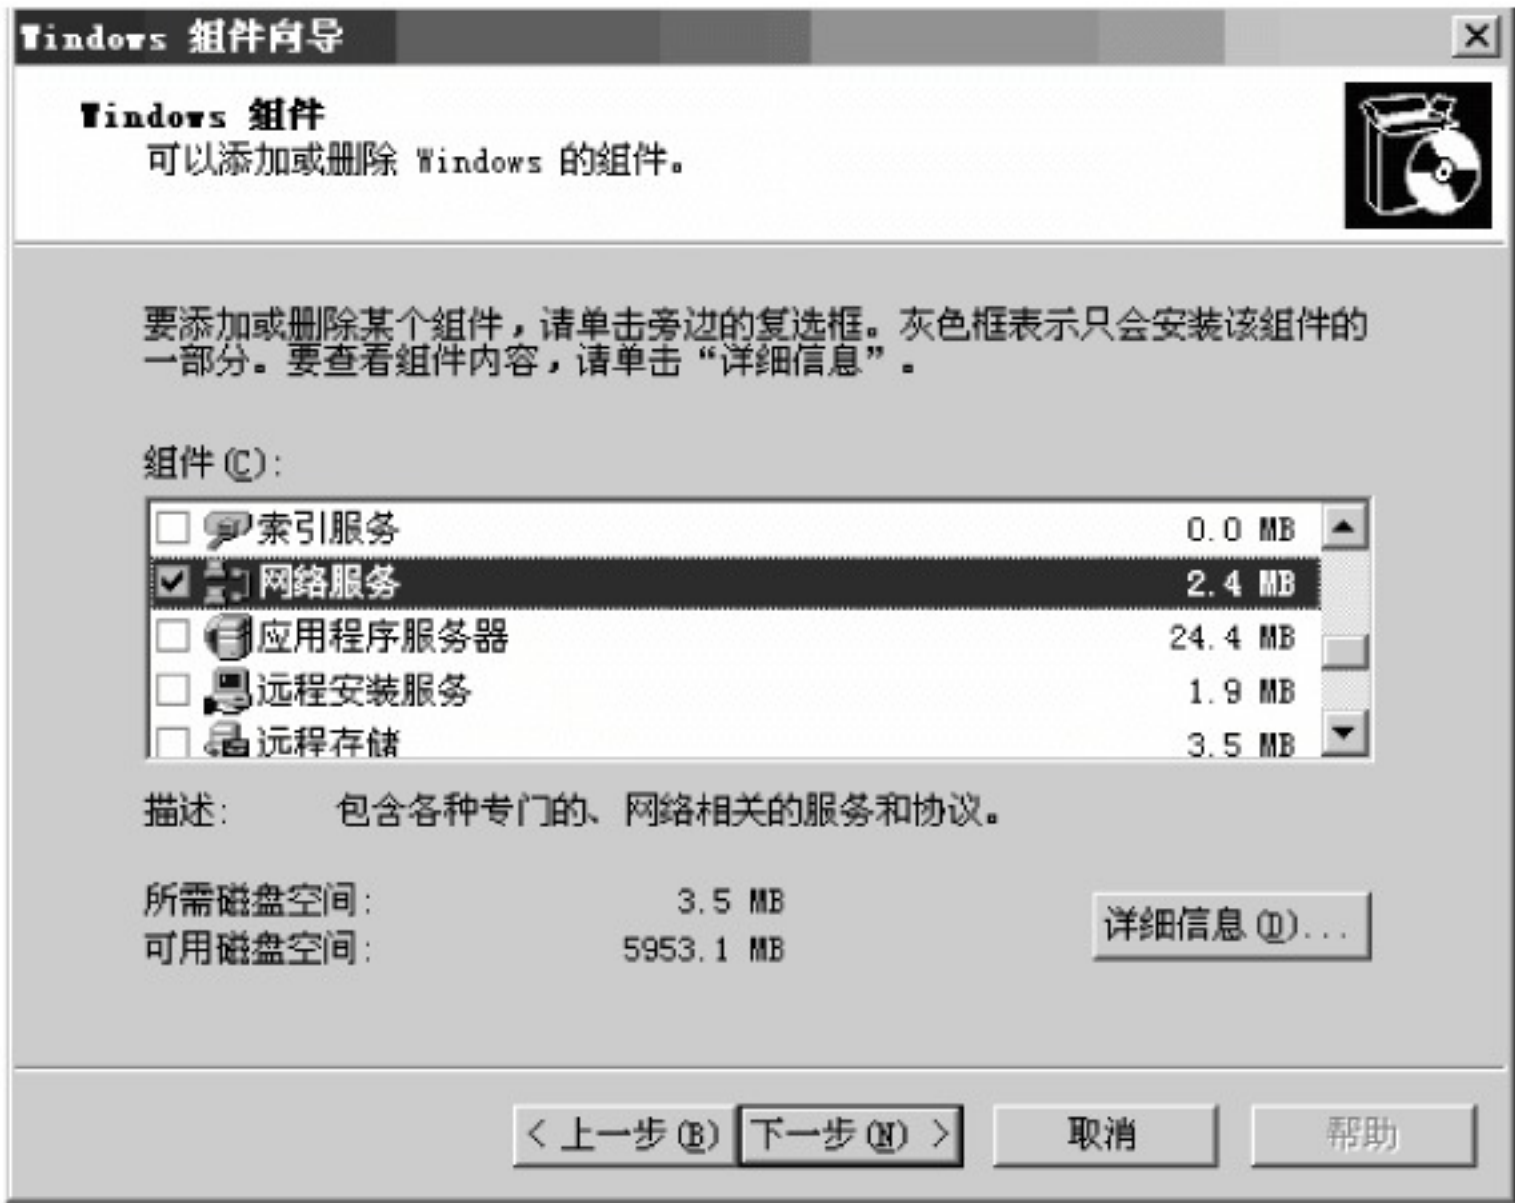 Windows 组件向导
Windows 组件
可以添加或删除 Windows 的组件。
要添加或删除某个组件，请单击旁边的复选框。灰色框表示只会安装该组件的
一部分。要查看组件内容，请单击“详细信息”。
组件(C):
索引服务 0.0 MB
网络服务 2.4 MB
应用程序服务器 24.4 MB
远程安装服务 1.9 MB
远程存储 3.5 MB
描述: 包含各种专门的、网络相关的服务和协议。
所需磁盘空间: 3.5 MB
可用磁盘空间: 5953.1 MB
详细信息(D)...
< 上一步(B) 下一步(N) > 取消 帮助